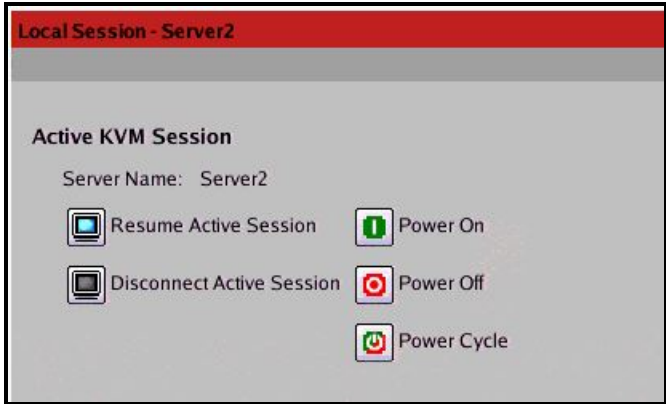 Local Session - Server2
Active KVM Session
Server Name: Server2
Resume Active Session Power On
Disconnect Active Session Power Off
Power Cycle